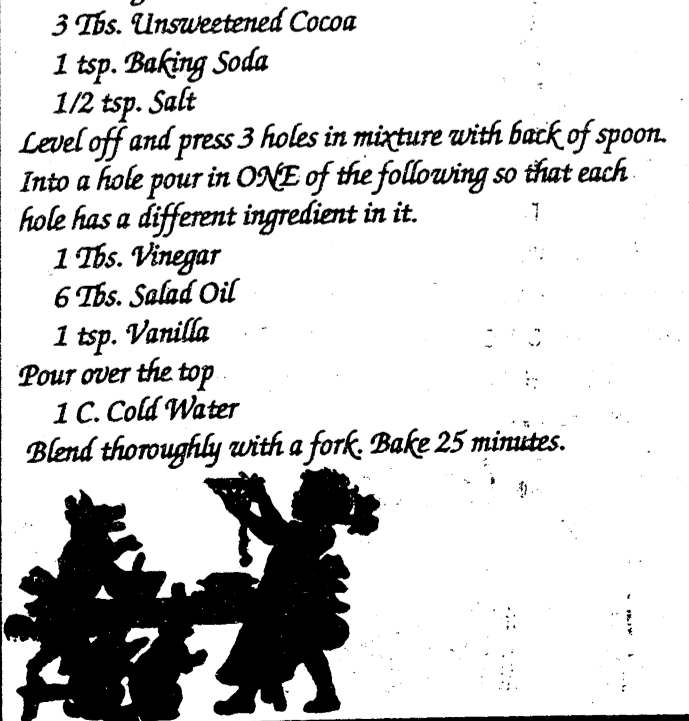 3 Tbs. Unsweetened Cocoa
1 tsp. Baking Soda
1/2 tsp. Salt
Level off and press 3 holes in mixture with back of spoon.
Into a hole pour in ONE of the following so that each
hole has a different ingredient in it.
1 Tbs. Vinegar
6 Tbs. Salad Oil
1 tsp. Vanilla
Pour over the top
1 C. Cold Water
Blend thoroughly with a fork. Bake 25 minutes.